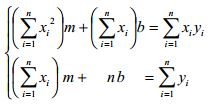 {(∑_{i=1}^{n} x_i^2) m + (∑_{i=1}^{n} x_i) b = ∑_{i=1}^{n} x_i y_i
(∑_{i=1}^{n} x_i) m + nb = ∑_{i=1}^{n} y_i